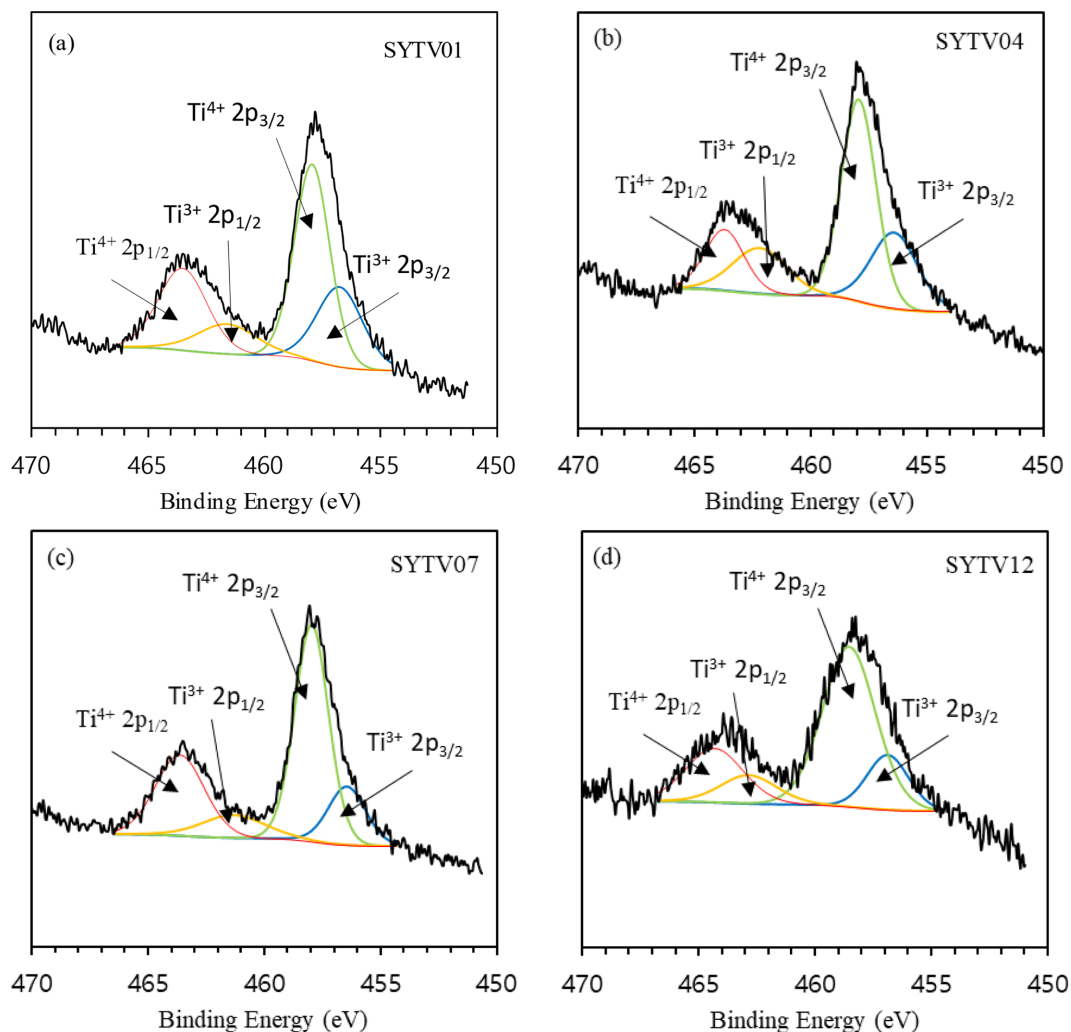 (a)
SYTV01
Ti⁴⁺ 2p₃/₂
Ti³⁺ 2p₁/₂
Ti⁴⁺ 2p₁/₂
Ti³⁺ 2p₃/₂
470 465 460 455 450
Binding Energy (eV)
(b)
SYTV04
Ti⁴⁺ 2p₃/₂
Ti³⁺ 2p₁/₂
Ti⁴⁺ 2p₁/₂
Ti³⁺ 2p₃/₂
470 465 460 455 450
Binding Energy (eV)
(c)
SYTV07
Ti⁴⁺ 2p₃/₂
Ti³⁺ 2p₁/₂
Ti⁴⁺ 2p₁/₂
Ti³⁺ 2p₃/₂
470 465 460 455 450
Binding Energy (eV)
(d)
SYTV12
Ti⁴⁺ 2p₃/₂
Ti³⁺ 2p₁/₂
Ti⁴⁺ 2p₁/₂
Ti³⁺ 2p₃/₂
470 465 460 455 450
Binding Energy (eV)